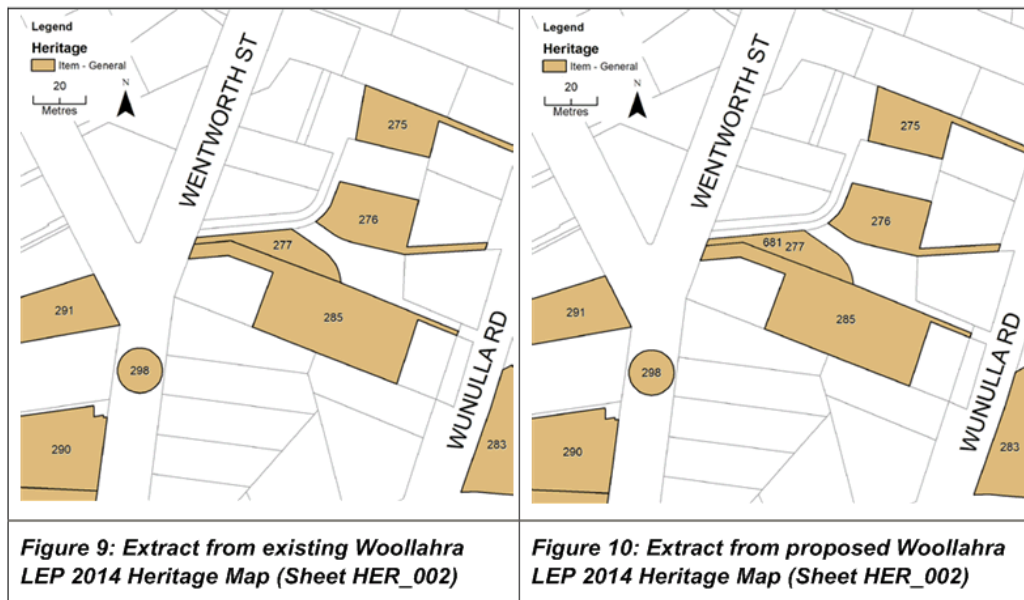 Legend
Heritage
Item - General
20
Metres
N
WENTWORTH ST
275
276
277
285
291
298
290
283
WUNULLA RD
Figure 9: Extract from existing Woollahra
LEP 2014 Heritage Map (Sheet HER_002)
Legend
Heritage
Item - General
20
Metres
N
WENTWORTH ST
275
276
681 277
285
291
298
290
283
WUNULLA RD
Figure 10: Extract from proposed Woollahra
LEP 2014 Heritage Map (Sheet HER_002)